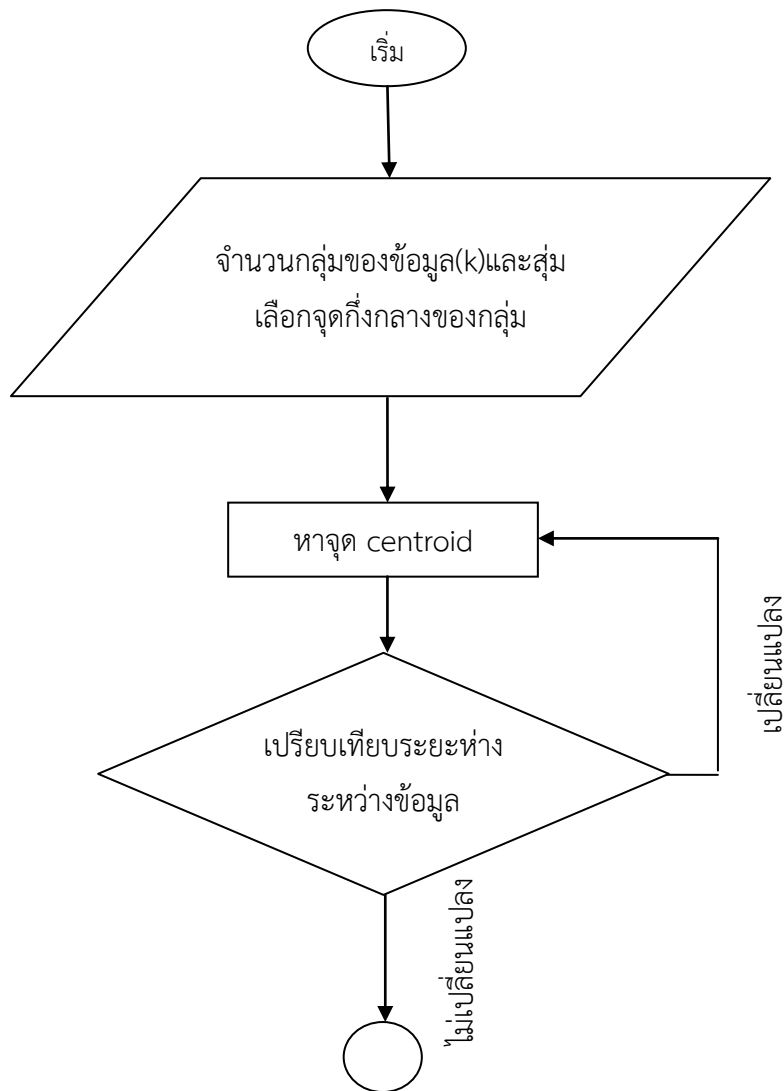 เริ่ม
จำนวนกลุ่มของข้อมูล(k)และสุ่ม
เลือกจุดกึ่งกลางของกลุ่ม
หาจุด centroid
เปลี่ยนแปลง
เปรียบเทียบระยะห่าง
ระหว่างข้อมูล
ไม่เปลี่ยนแปลง